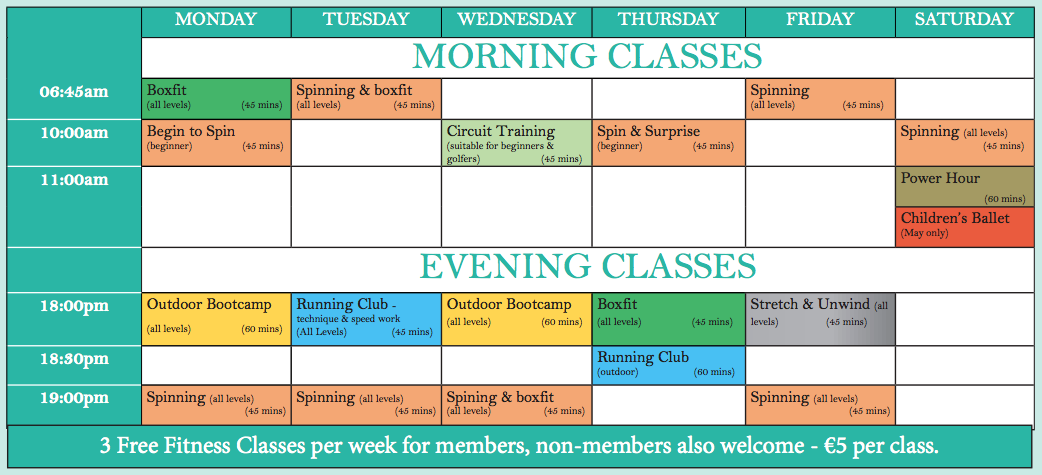 MONDAY TUESDAY WEDNESDAY THURSDAY FRIDAY SATURDAY
MORNING CLASSES
06:45am
Boxfit
(all levels) (45 mins)
Spinning & boxfit
(all levels) (45 mins)
Spinning
(all levels) (45 mins)
10:00am
Begin to Spin
(beginner) (45 mins)
Circuit Training
(suitable for beginners &
golfers) (45 mins)
Spin & Surprise
(beginner) (45 mins)
Spinning (all levels)
(45 mins)
11:00am
Power Hour
(60 mins)
Children's Ballet
(May only)
EVENING CLASSES
18:00pm
Outdoor Bootcamp
(all levels) (60 mins)
Running Club -
technique & speed work
(All Levels) (45 mins)
Outdoor Bootcamp
(all levels) (60 mins)
Boxfit
(all levels) (45 mins)
Stretch & Unwind (all
levels) (45 mins)
18:30pm
Running Club
(outdoor) (60 mins)
19:00pm
Spinning (all levels)
(45 mins)
Spinning (all levels)
(45 mins)
Spining & boxfit
(all levels) (45 mins)
Spinning (all levels)
(45 mins)
3 Free Fitness Classes per week for members, non-members also welcome - €5 per class.